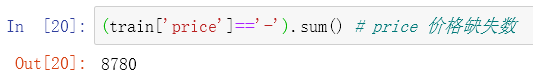 In [20]: (train['price']=='-').sum() # price 价格缺失数
Out[20]: 8780